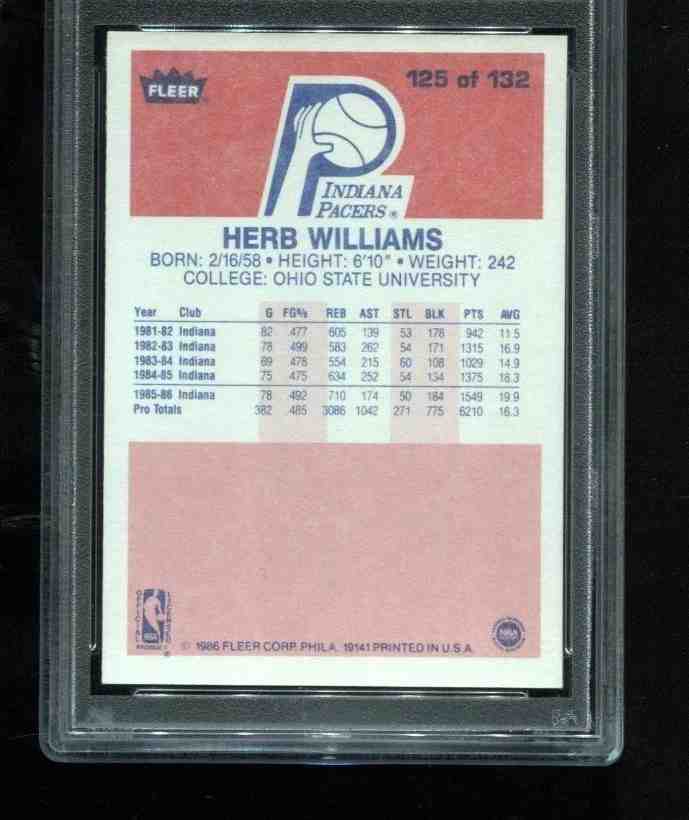 FLEER
125 of 132
INDIANA
PACERS ®
HERB WILLIAMS
BORN: 2/16/58 • HEIGHT: 6'10" • WEIGHT: 242
COLLEGE: OHIO STATE UNIVERSITY
Year Club G FG% REB AST STL BLK PTS AVG
1981-82 Indiana 82 .477 605 139 53 178 942 11.5
1982-83 Indiana 78 .499 583 262 54 171 1315 16.9
1983-84 Indiana 69 .478 554 215 60 108 1029 14.9
1984-85 Indiana 75 .475 634 252 54 134 1375 18.3
1985-86 Indiana 78 .492 710 174 50 184 1549 19.9
Pro Totals 382 .485 3086 1042 271 775 6210 16.3
OFFICIAL
LICENSED
NBA
PRODUCT ®
© 1986 FLEER CORP. PHILA. 19141 PRINTED IN U.S.A.